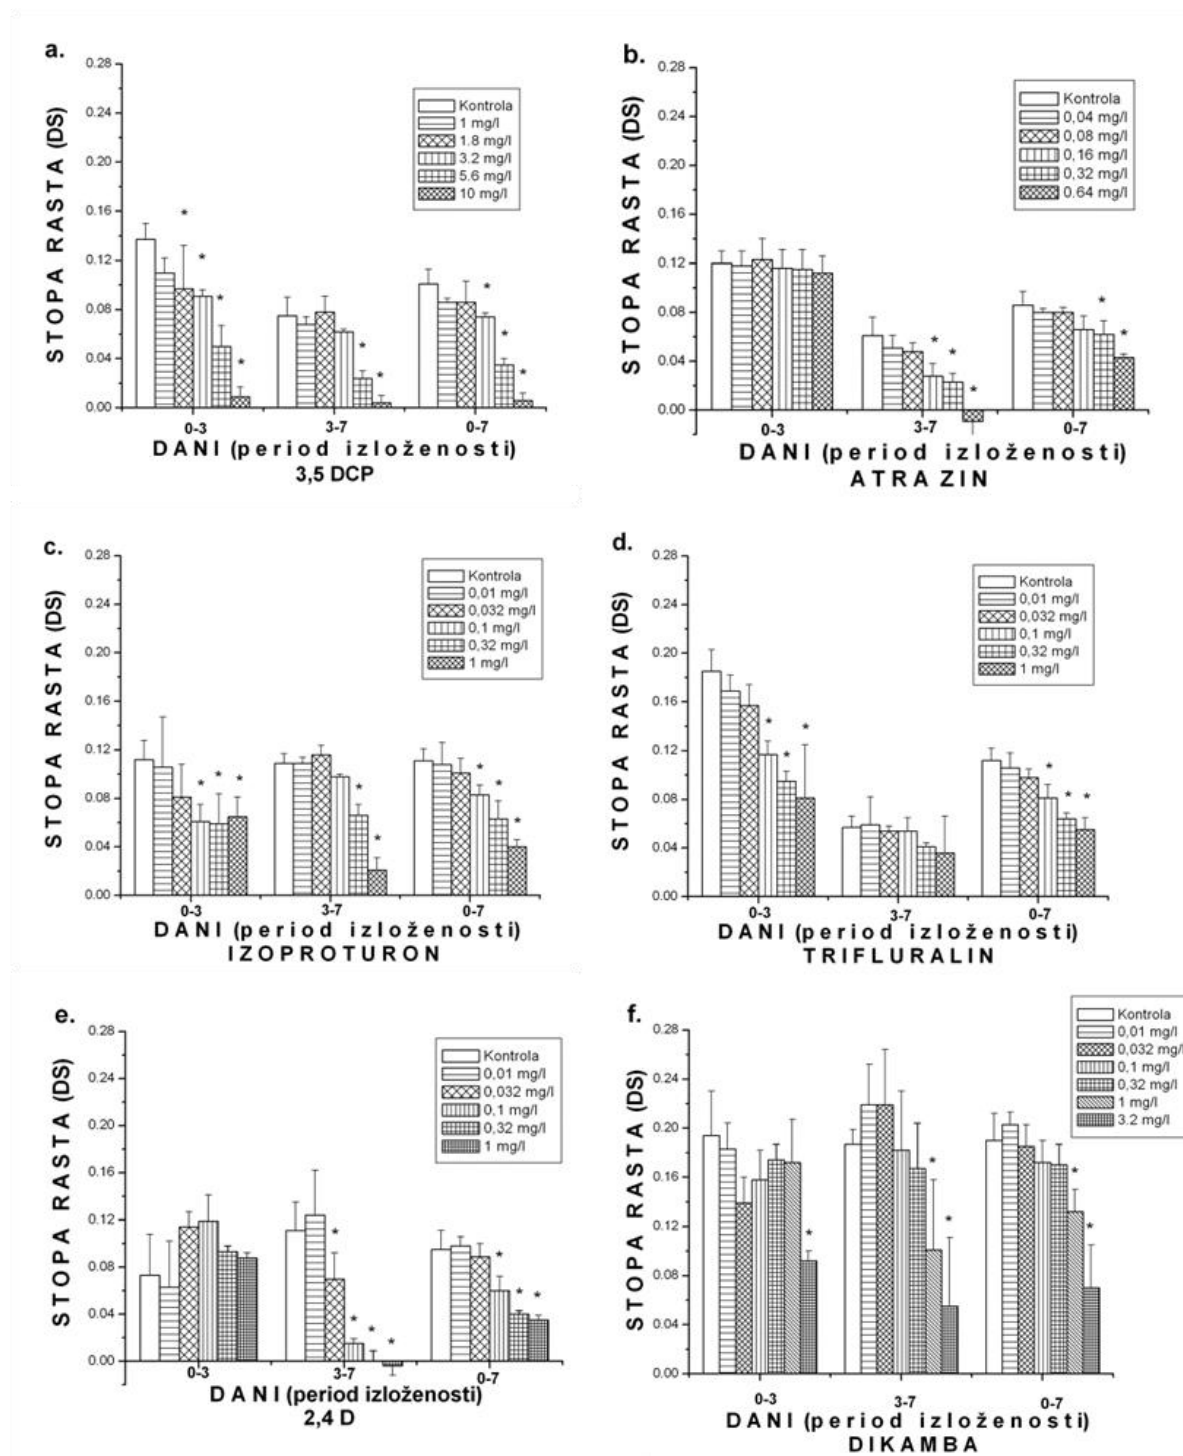 a.
STOPA RASTA (DS)
0.28
0.24
0.20
0.16
0.12
0.08
0.04
0.00
Kontrola
1 mg/l
1.8 mg/l
3.2 mg/l
5.6 mg/l
10 mg/l
* * * *
* *
* * *
0-3 3-7 0-7
DANI (period izloženosti)
3,5 DCP
b.
STOPA RASTA (DS)
0.28
0.24
0.20
0.16
0.12
0.08
0.04
0.00
Kontrola
0,04 mg/l
0,08 mg/l
0,16 mg/l
0,32 mg/l
0.64 mg/l
* * *
* *
0-3 3-7 0-7
DANI (period izloženosti)
ATRAZIN
c.
STOPA RASTA (DS)
0.28
0.24
0.20
0.16
0.12
0.08
0.04
0.00
Kontrola
0,01 mg/l
0,032 mg/l
0,1 mg/l
0,32 mg/l
1 mg/l
* * *
* *
* * *
0-3 3-7 0-7
DANI (period izloženosti)
IZOPROTURON
d.
STOPA RASTA (DS)
0.28
0.24
0.20
0.16
0.12
0.08
0.04
0.00
Kontrola
0,01 mg/l
0,032 mg/l
0,1 mg/l
0,32 mg/l
1 mg/l
* * *
* * *
0-3 3-7 0-7
DANI (period izloženosti)
TRIFLURALIN
e.
STOPA RASTA (DS)
0.28
0.24
0.20
0.16
0.12
0.08
0.04
0.00
Kontrola
0,01 mg/l
0,032 mg/l
0,1 mg/l
0,32 mg/l
1 mg/l
* * * *
* * *
0-3 3-7 0-7
DANI (period izloženosti)
2,4 D
f.
STOPA RASTA (DS)
0.28
0.24
0.20
0.16
0.12
0.08
0.04
0.00
Kontrola
0,01 mg/l
0,032 mg/l
0,1 mg/l
0,32 mg/l
1 mg/l
3.2 mg/l
*
* *
* *
0-3 3-7 0-7
DANI (period izloženosti)
DIKAMBA